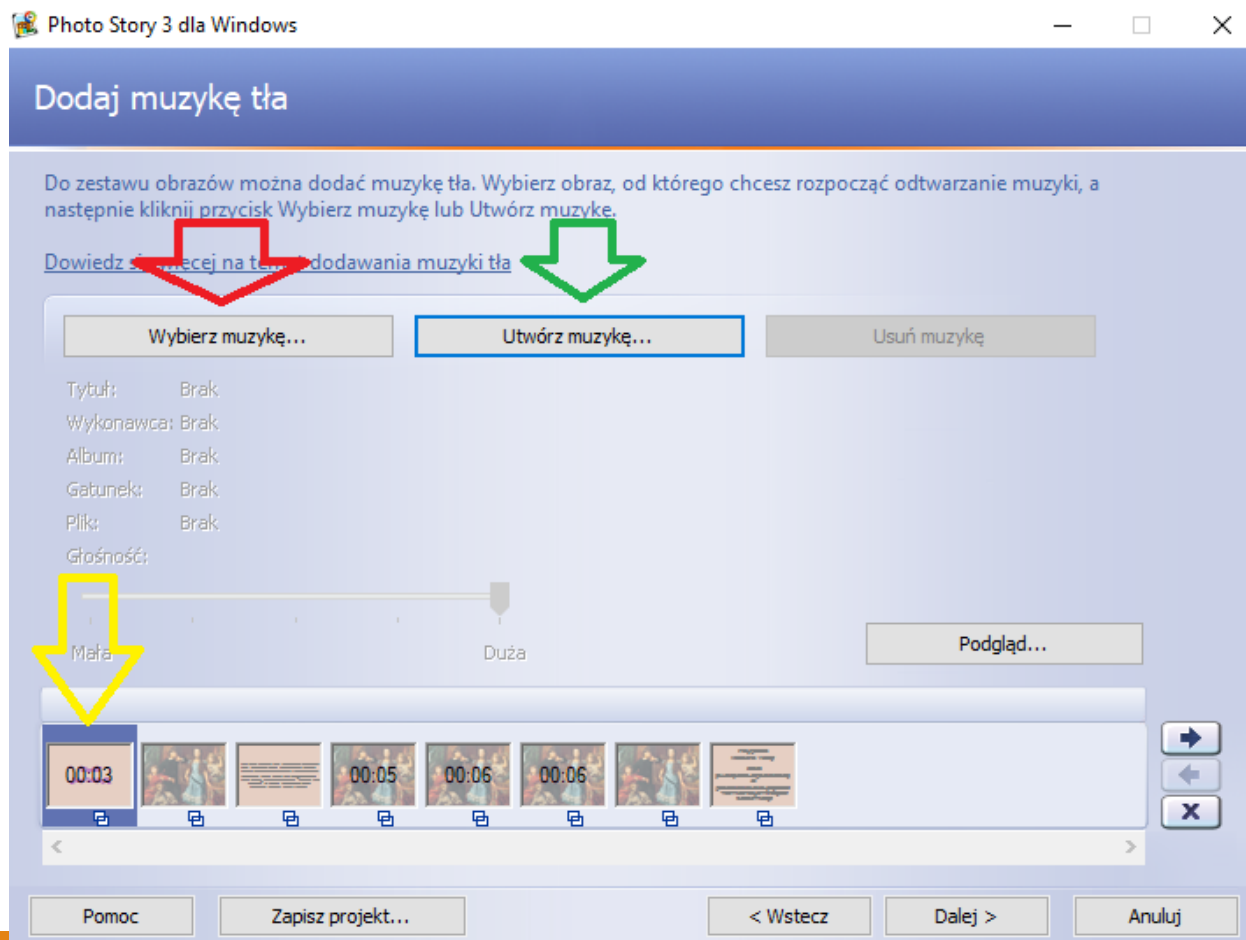 Photo Story 3 dla Windows
Dodaj muzykę tła
Do zestawu obrazów można dodać muzykę tła. Wybierz obraz, od którego chcesz rozpocząć odtwarzanie muzyki, a
następnie kliknij przycisk Wybierz muzykę lub Utwórz muzykę.
Dowiedz się więcej na temat dodawania muzyki tła
Wybierz muzykę... Utwórz muzykę... Usuń muzykę
Tytuł: Brak
Wykonawca: Brak
Album: Brak
Gatunek: Brak
Plik: Brak
Głośność:
Mała Duża
Podgląd...
00:03 00:05 00:06 00:06
Pomoc Zapisz projekt... < Wstecz Dalej > Anuluj